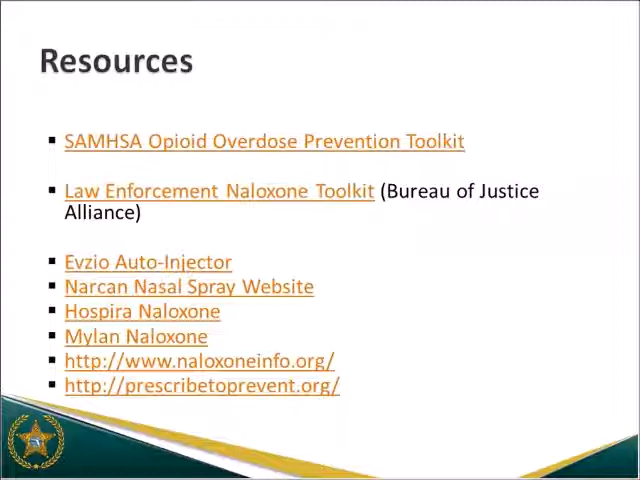 Resources
SAMHSA Opioid Overdose Prevention Toolkit
Law Enforcement Naloxone Toolkit (Bureau of Justice
Alliance)
Evzio Auto-Injector
Narcan Nasal Spray Website
Hospira Naloxone
Mylan Naloxone
http://www.naloxoneinfo.org/
http://prescribetoprevent.org/